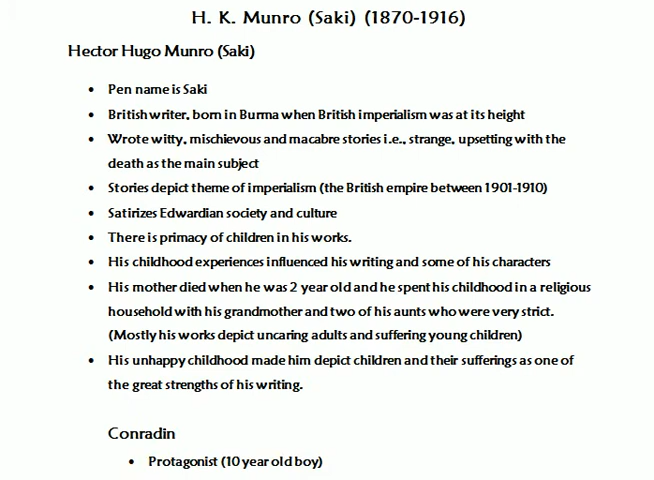 H. K. Munro (Saki) (1870-1916)
Hector Hugo Munro (Saki)
• Pen name is Saki
• British writer, born in Burma when British imperialism was at its height
• Wrote witty, mischievous and macabre stories i.e., strange, upsetting with the
death as the main subject
• Stories depict theme of imperialism (the British empire between 1901-1910)
• Satirizes Edwardian society and culture
• There is primacy of children in his works.
• His childhood experiences influenced his writing and some of his characters
• His mother died when he was 2 year old and he spent his childhood in a religious
household with his grandmother and two of his aunts who were very strict.
(Mostly his works depict uncaring adults and suffering young children)
• His unhappy childhood made him depict children and their sufferings as one of
the great strengths of his writing.
Conradin
• Protagonist (10 year old boy)